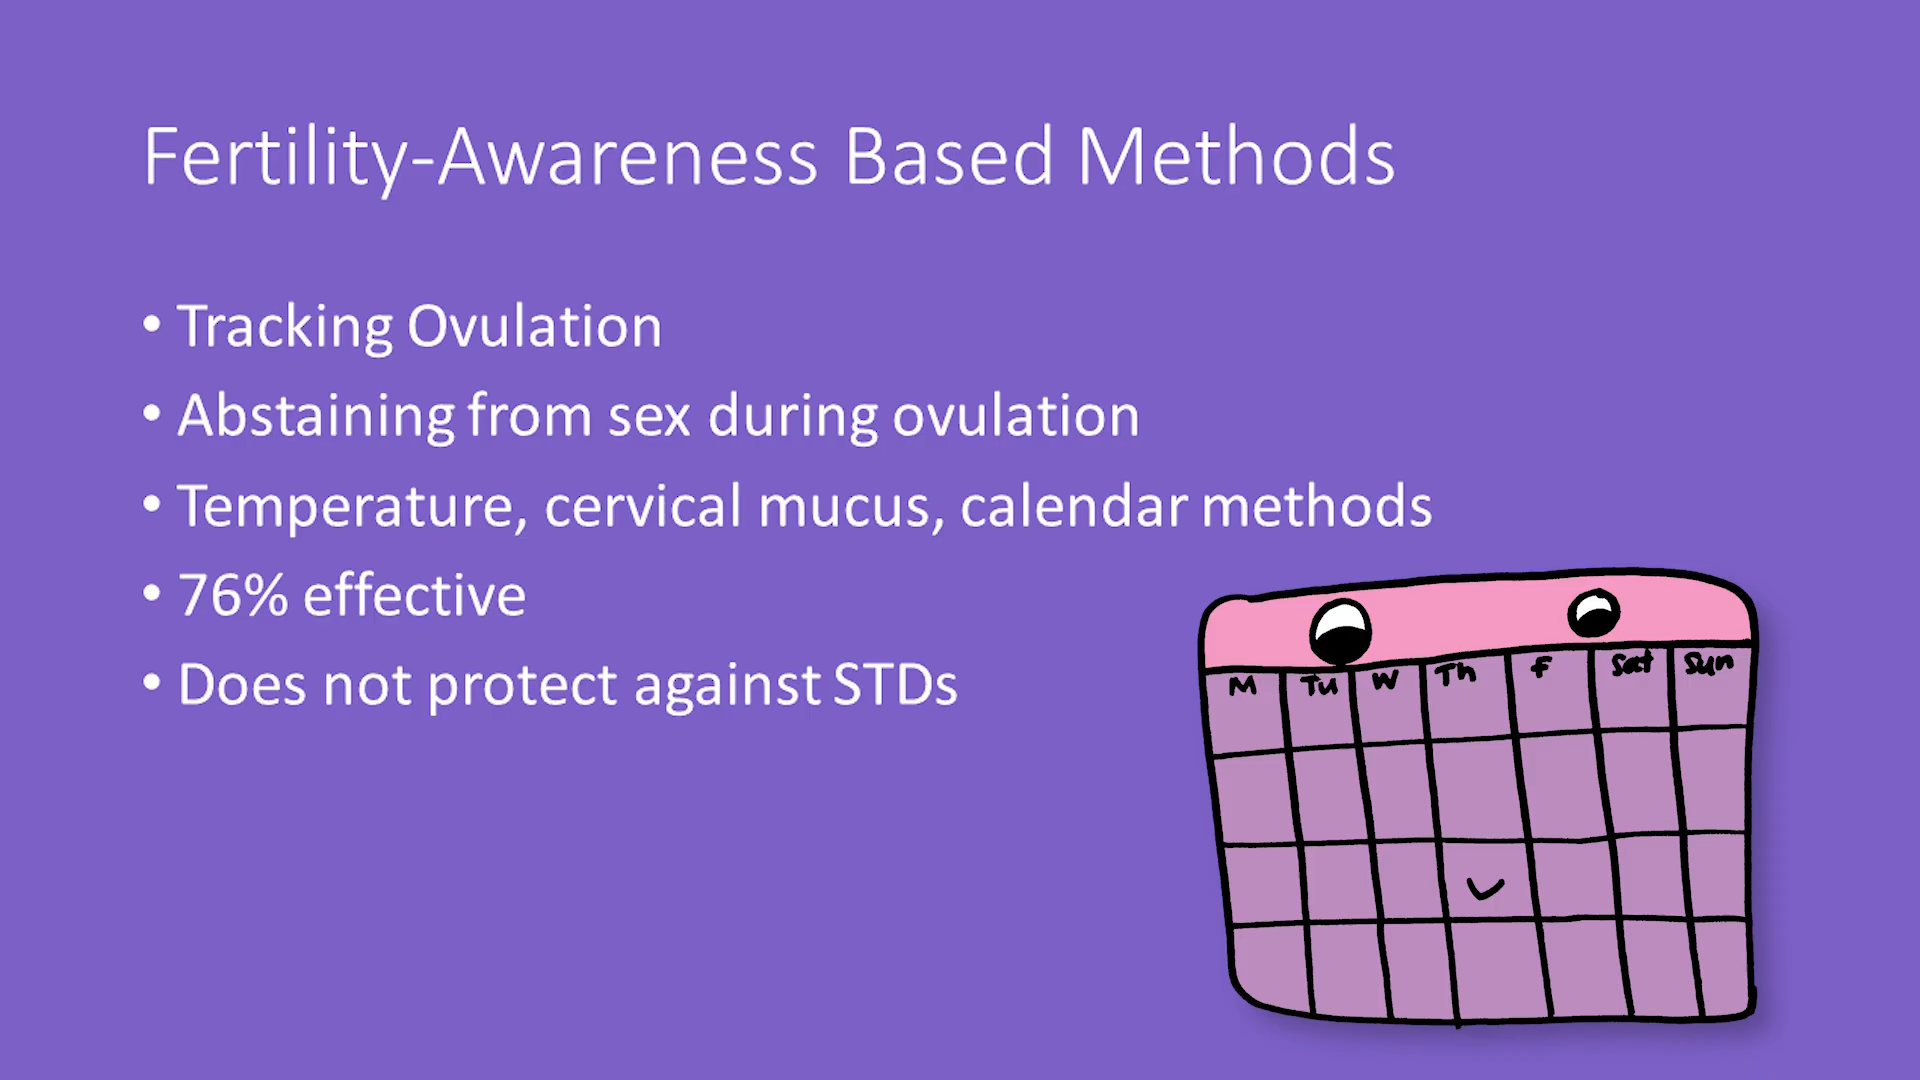 Fertility-Awareness Based Methods
• Tracking Ovulation
• Abstaining from sex during ovulation
• Temperature, cervical mucus, calendar methods
• 76% effective
• Does not protect against STDs
M Tu W Th F Sat Sun